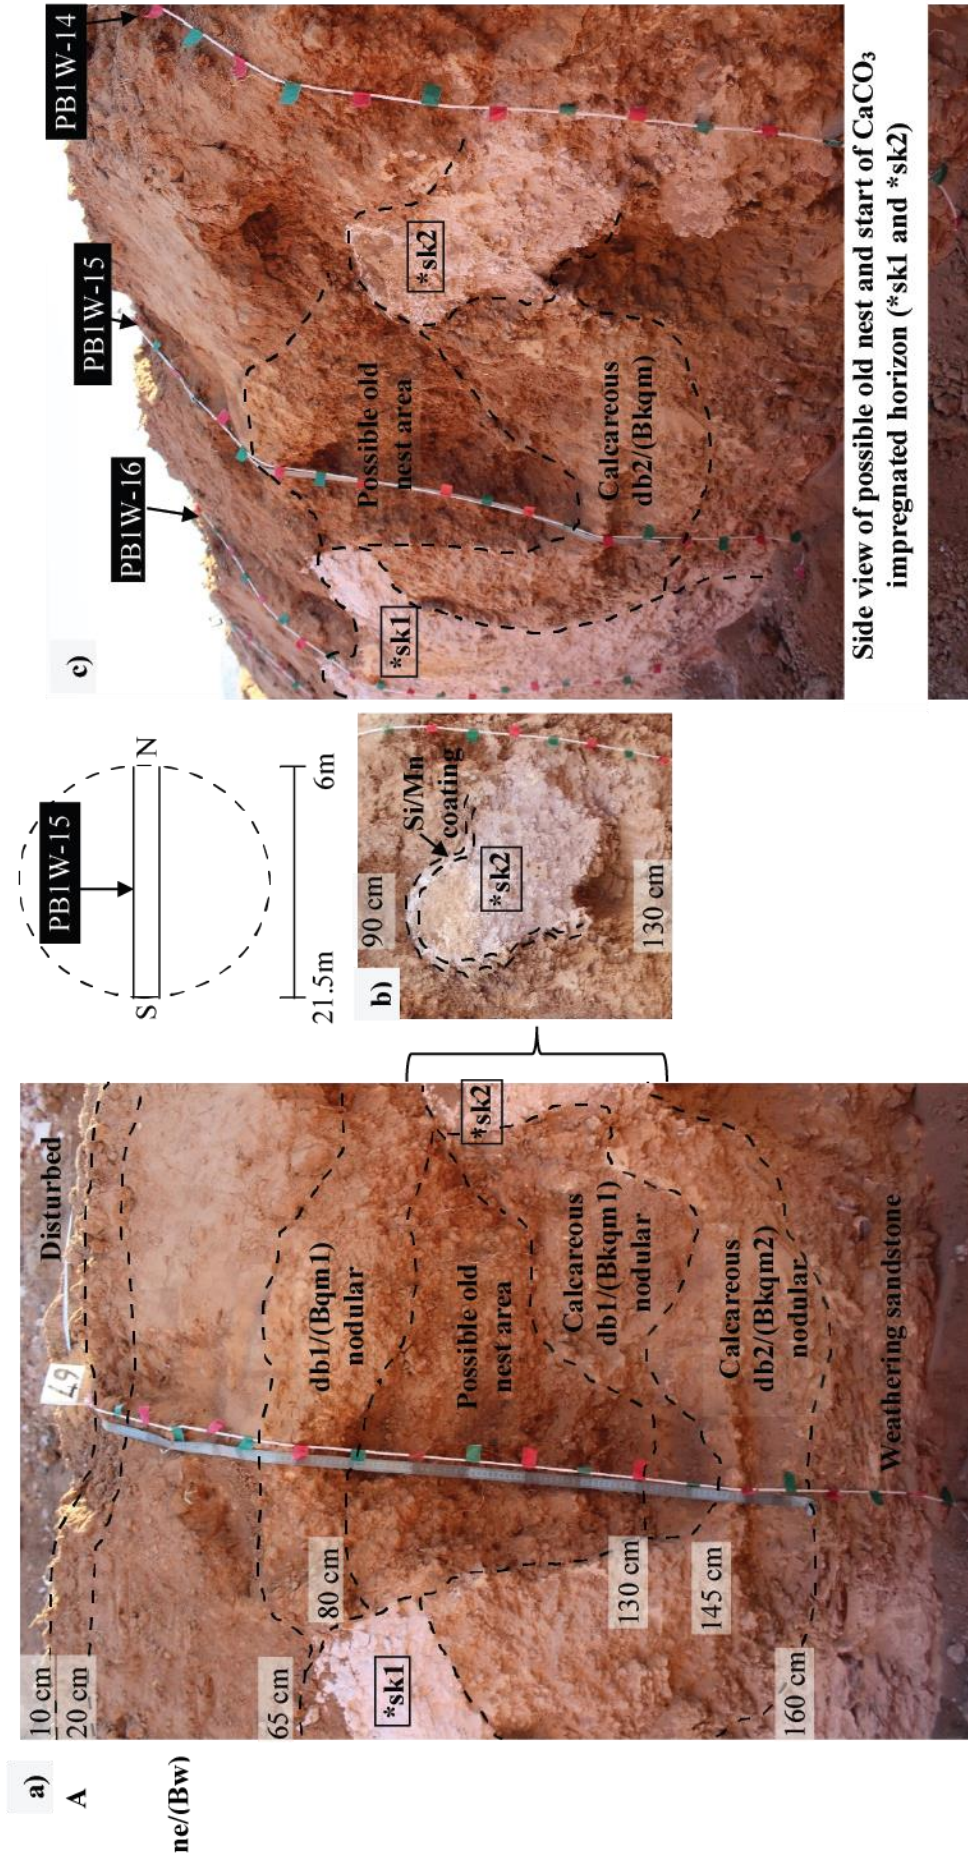 a)
A
ne/(Bw)
10 cm
20 cm
65 cm
80 cm
130 cm
145 cm
160 cm
49
Disturbed
db1/(Bqm1)
nodular
Possible old
nest area
Calcareous
db1/(Bkqm1)
nodular
Calcareous
db2/(Bkqm2)
nodular
Weathering sandstone
*sk1
*sk2
PB1W-15
S
N
21.5m
6m
b)
90 cm
130 cm
Si/Mn
coating
*sk2
c)
PB1W-16
PB1W-15
PB1W-14
*sk1
Possible old
nest area
*sk2
Calcareous
db2/(Bkqm)
Side view of possible old nest and start of CaCO₃
impregnated horizon (*sk1 and *sk2)